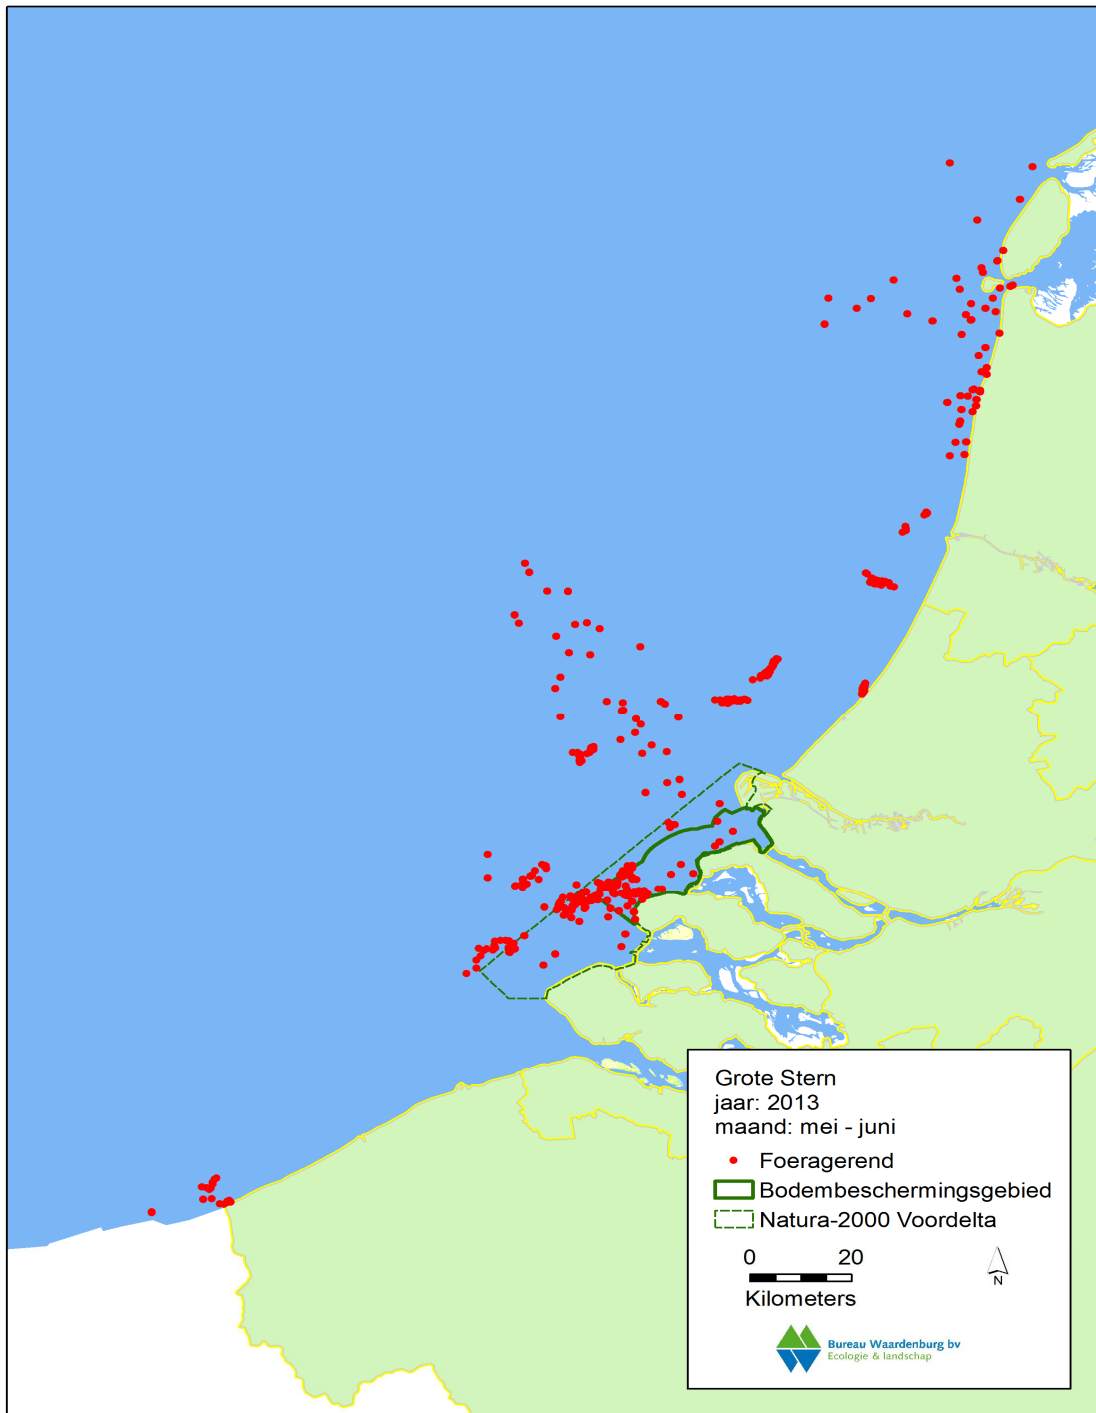 Grote Stern
jaar: 2013
maand: mei - juni
Foeragerend
Bodembeschermingsgebied
Natura-2000 Voordelta
0 20
Kilometers
N
Bureau Waardenburg bv
Ecologie & landschap